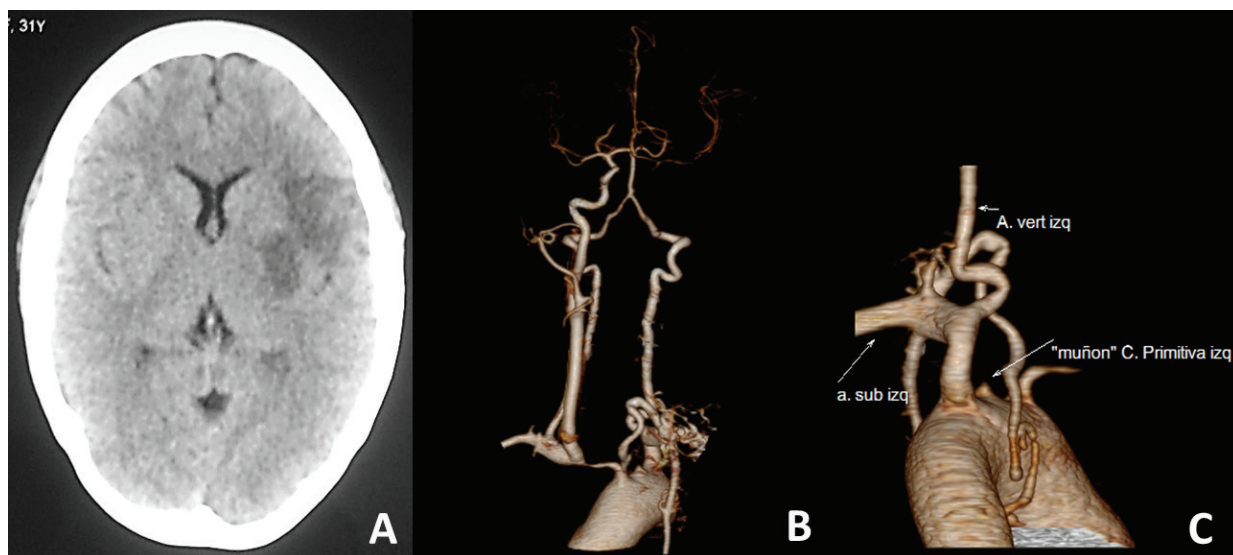 F, 31Y
A
B
A. vert izq
"muñon" C. Primitiva izq
a. sub izq
C